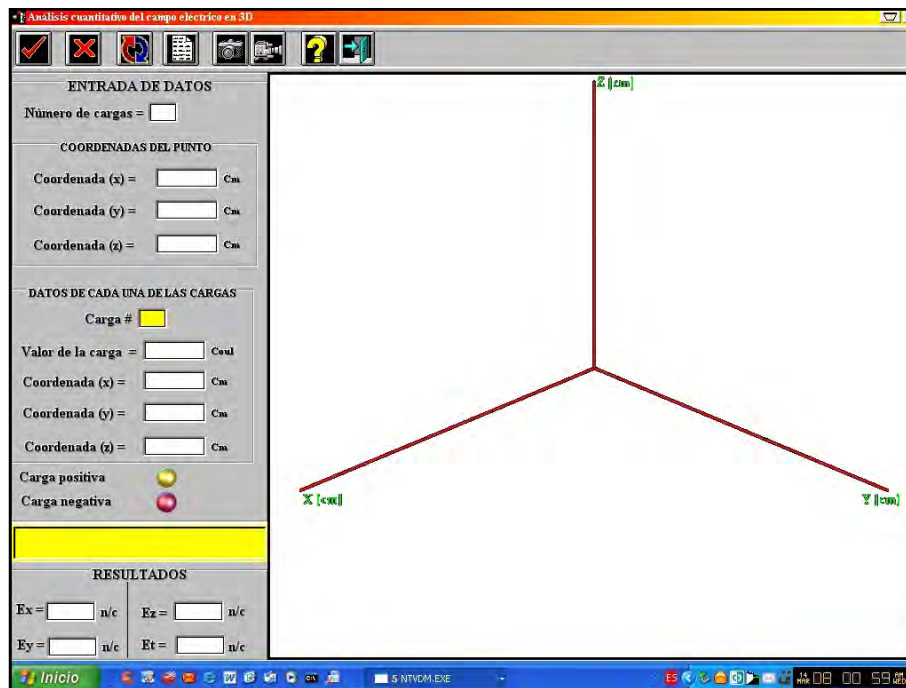 Análisis cuantitativo del campo eléctrico en 3D
ENTRADA DE DATOS
Número de cargas =
COORDENADAS DEL PUNTO
Coordenada (x) = Cm
Coordenada (y) = Cm
Coordenada (z) = Cm
DATOS DE CADA UNA DE LAS CARGAS
Carga #
Valor de la carga = Coul
Coordenada (x) = Cm
Coordenada (y) = Cm
Coordenada (z) = Cm
Carga positiva
Carga negativa
RESULTADOS
Ex = n/c Ez = n/c
Ey = n/c Et = n/c
Z [cm]
X [cm]
Y [cm]
Inicio
5 NTVDM.EXE
ES
14 MAR 08 00 59